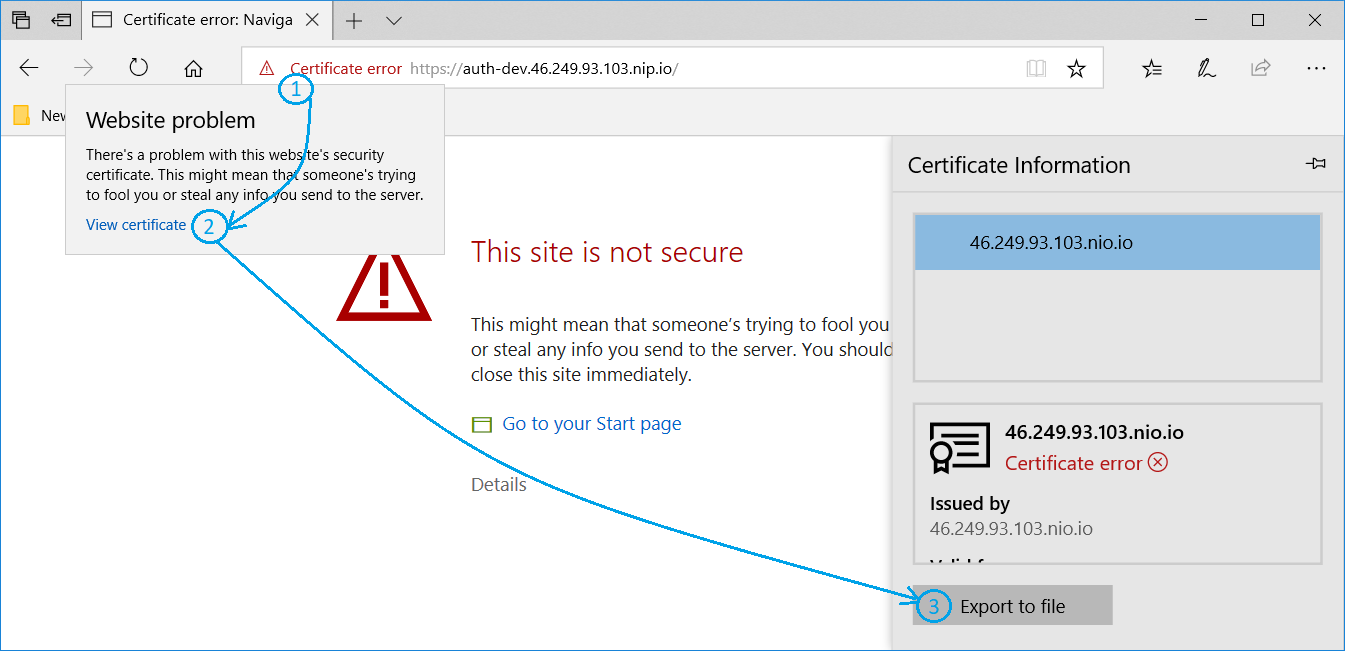 Certificate error: Naviga
Certificate error https://auth-dev.46.249.93.103.nip.io/
1
New
Website problem
There's a problem with this website's security
certificate. This might mean that someone's trying
to fool you or steal any info you send to the server.
View certificate 2
This site is not secure
This might mean that someone's trying to fool you
or steal any info you send to the server. You should
close this site immediately.
Go to your Start page
Details
Certificate Information
46.249.93.103.nio.io
46.249.93.103.nio.io
Certificate error
Issued by
46.249.93.103.nio.io
3 Export to file